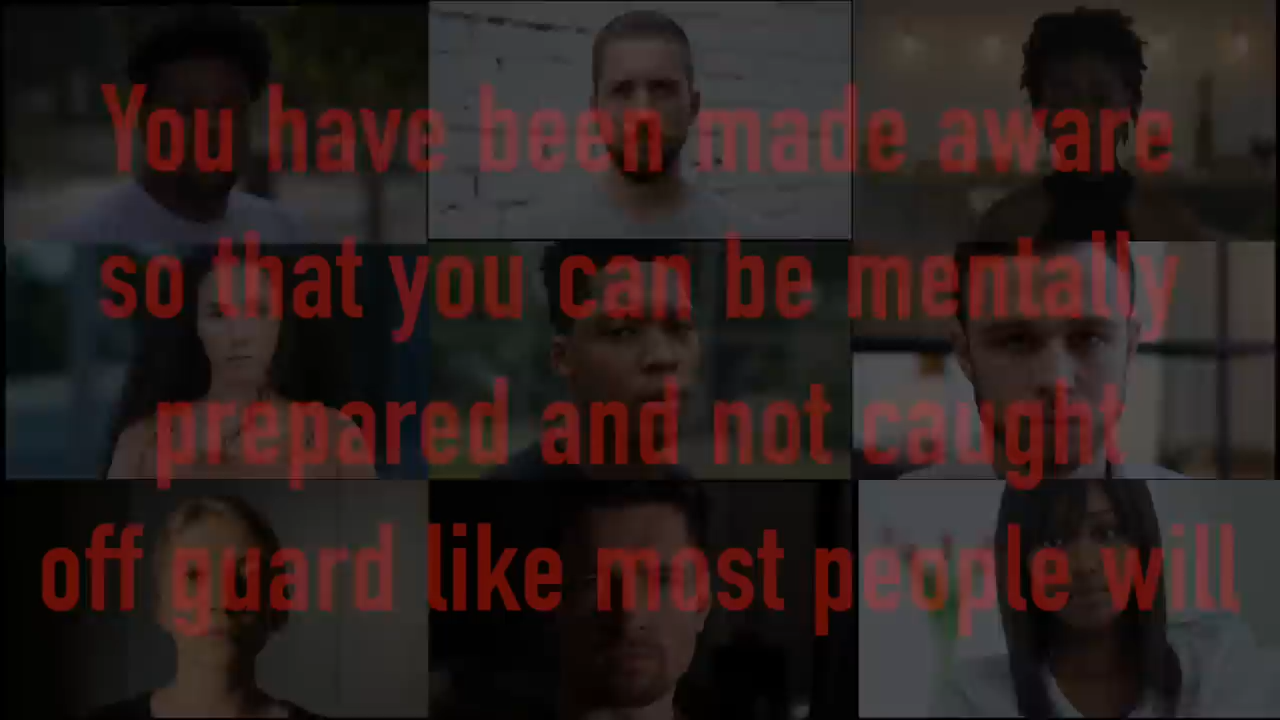 You have been made aware
so that you can be mentally
prepared and not caught
off guard like most people will